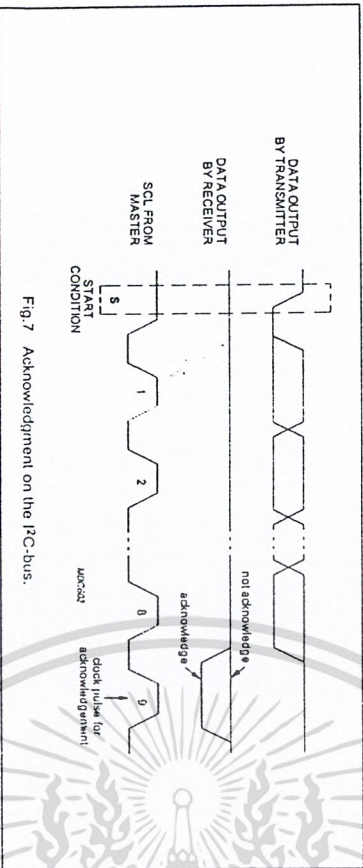 DATA OUTPUT
BY TRANSMITTER
not acknowledge
DATA OUTPUT
BY RECEIVER
acknowledge
SCL FROM
MASTER
S
1
2
8
9
START
CONDITION
clock pulse for
acknowledgement
MBC602
Fig.7 Acknowledgment on the I²C-bus.